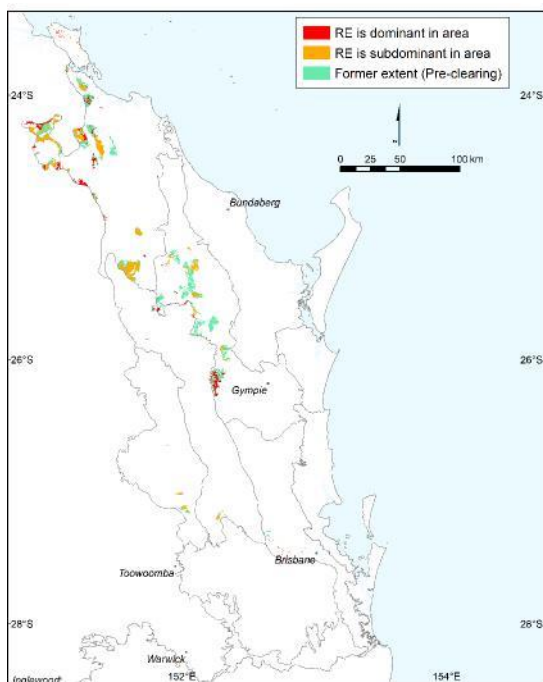 RE is dominant in area
RE is subdominant in area
Former extent (Pre-clearing)
24°S
24°S
0 25 50 100 km
Bundaberg
26°S
26°S
Gympie
Toowoomba
Brisbane
28°S
28°S
Warwick
Inglewood
152°E
154°E